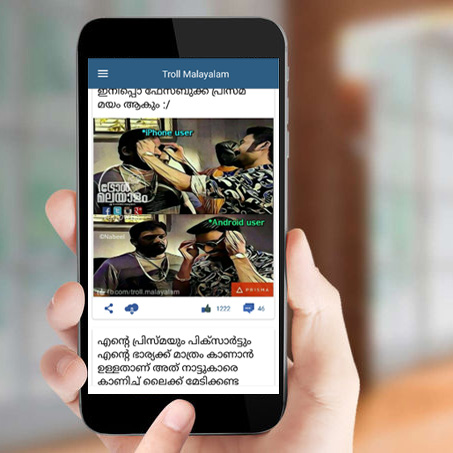 Troll Malayalam
ഇനിപ്പൊ ഫേസ്ബുക്ക് പ്രിസ്മ
മയം ആകും :/
*iPhone user
ട്രോൾ
മലയാളം
*Android user
©Nabeel
fb.com/troll.malayalam
PRISMA
1222
46
എന്റെ പ്രിസ്മയും പിക്സാർട്ടും
എന്റെ ഭാര്യക്ക് മാത്രം കാണാൻ
ഉള്ളതാണ് അത് നാട്ടുകാരെ
കാണിച്ച് ലൈക്ക് മേടിക്കണ്ട